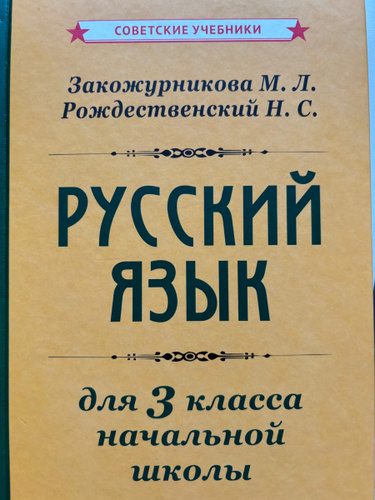 СОВЕТСКИЕ УЧЕБНИКИ
Закожурникова М. Л.
Рождественский Н. С.
РУССКИЙ
ЯЗЫК
для 3 класса
начальной
школы